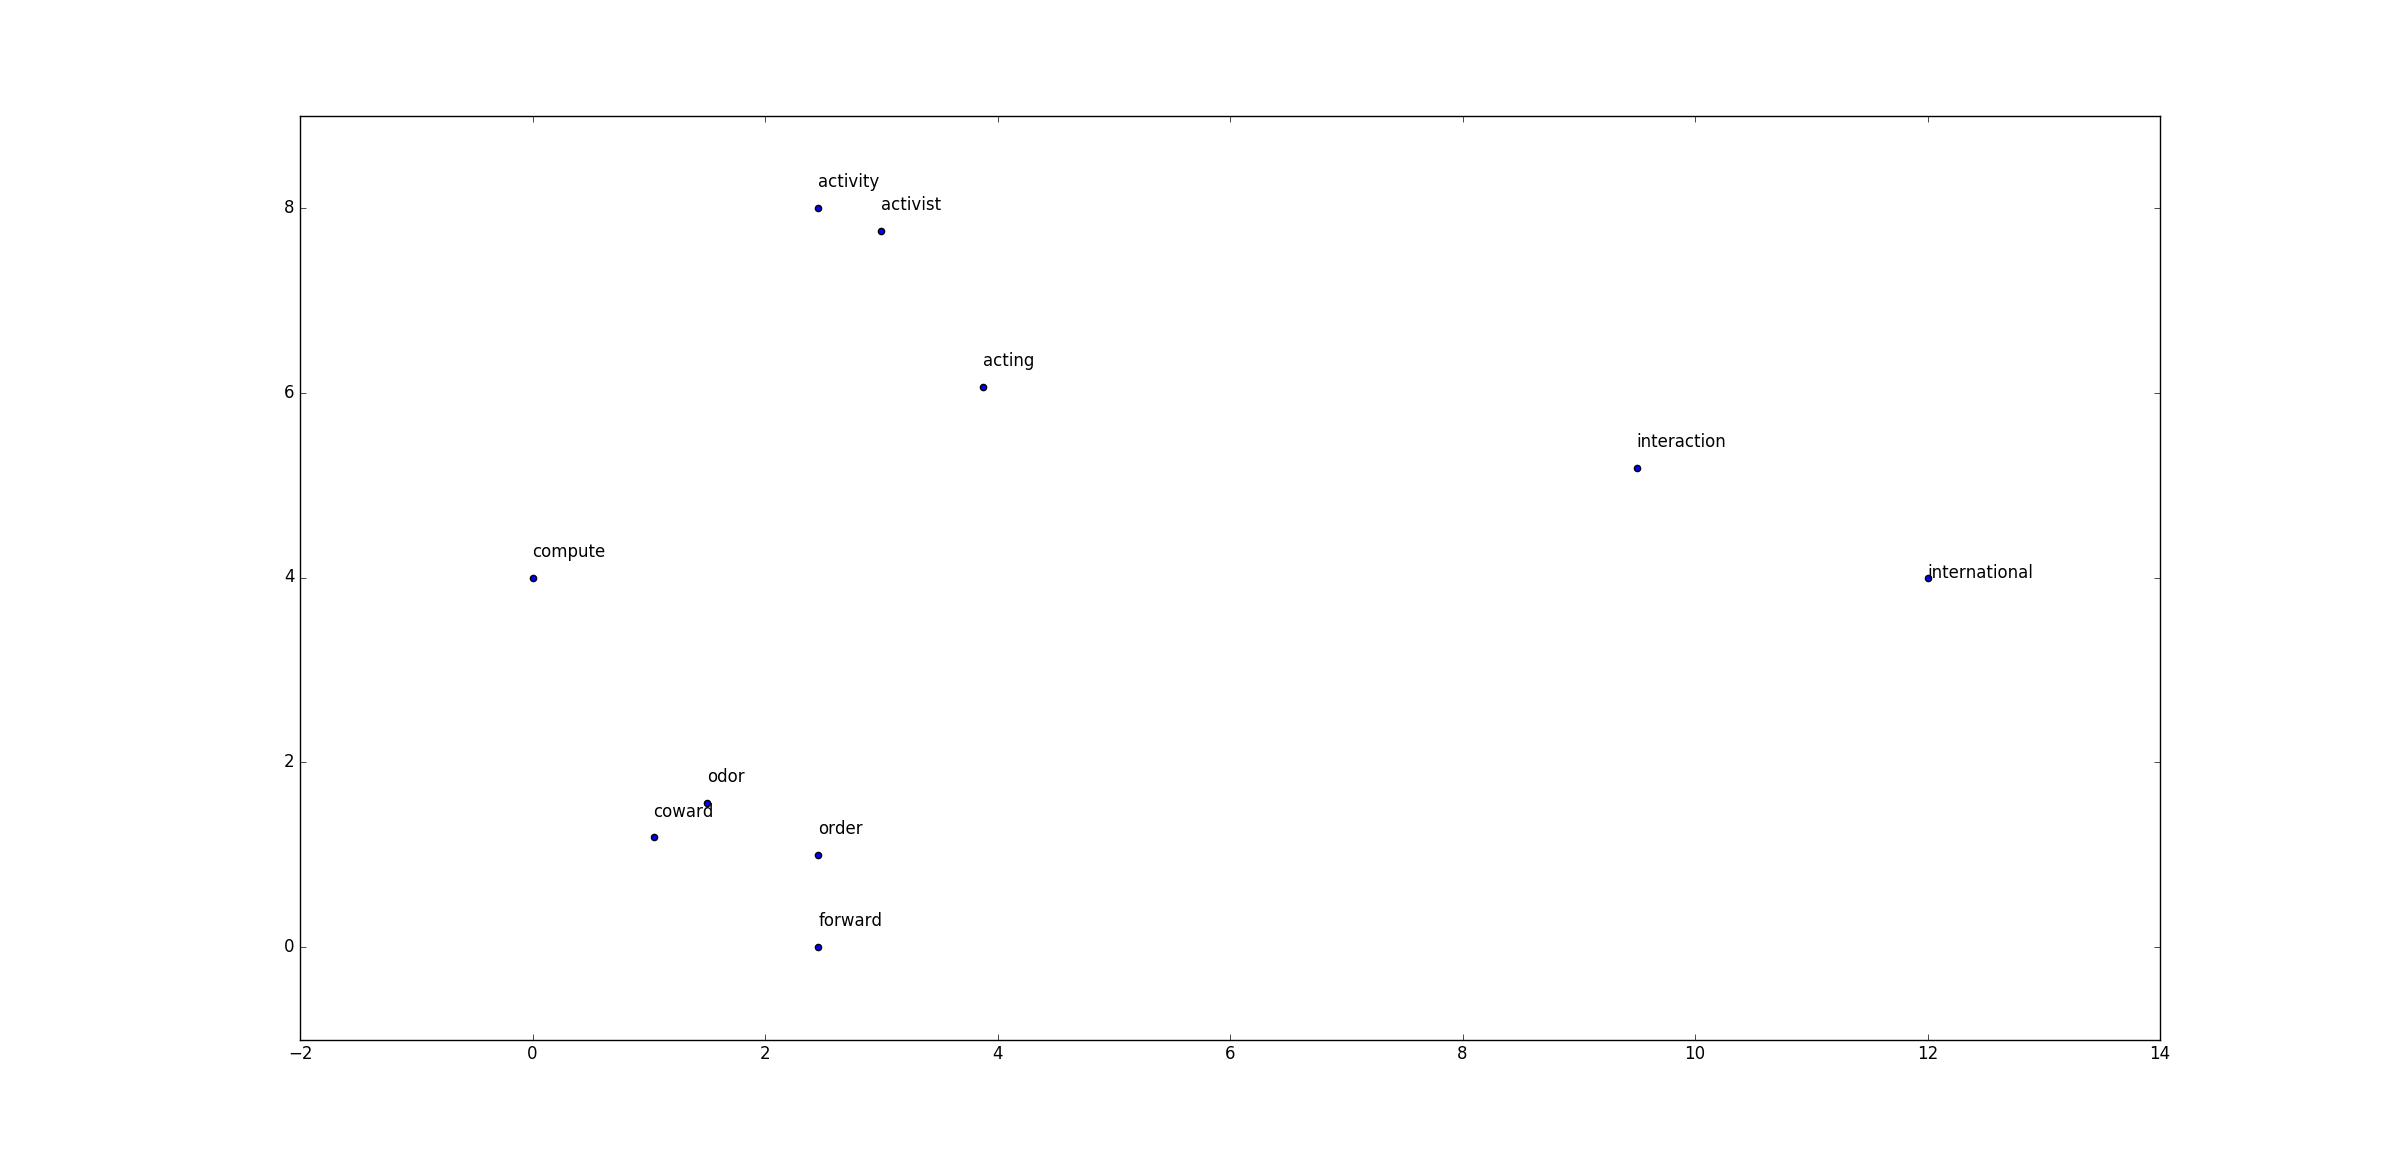 activity
activist
8
acting
6
interaction
compute
4
international
2
odor
coward
order
forward
0
−2 0 2 4 6 8 10 12 14